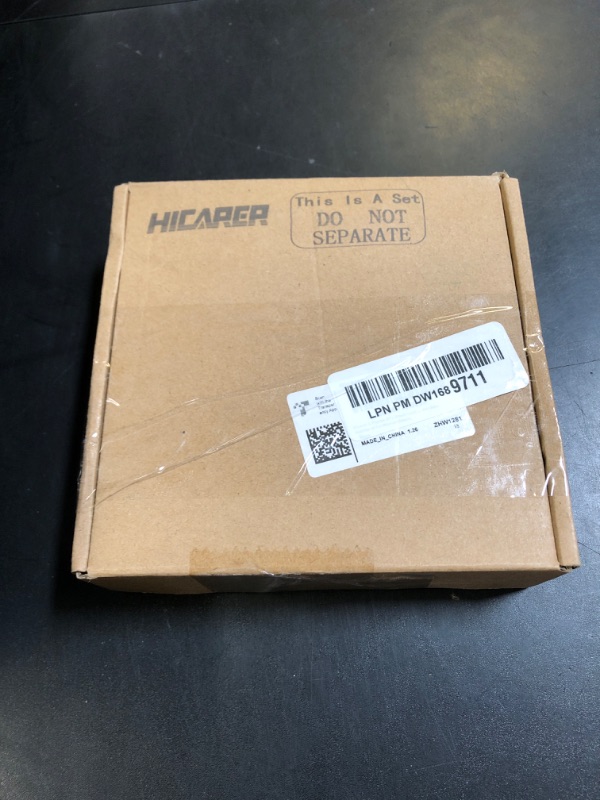 HICARER
This Is A Set
DO NOT
SEPARATE
LPN PM DW1689711
MADE_IN_CHINA
ZHW1281